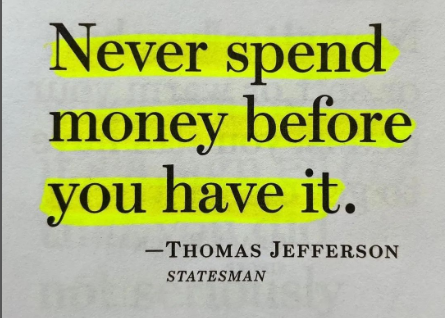 Never spend
money before
you have it.
—Thomas Jefferson
STATESMAN